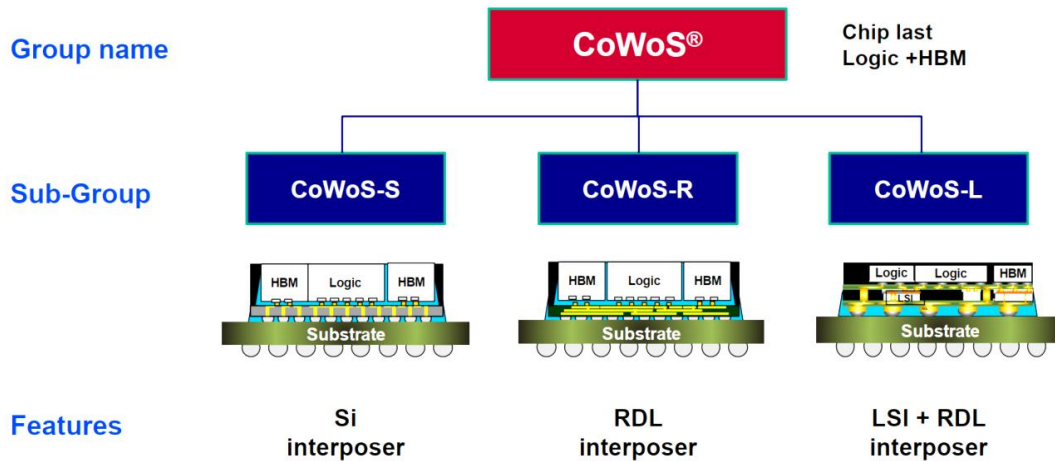 Group name
CoWoS®
Chip last
Logic +HBM
Sub-Group
CoWoS-S
CoWoS-R
CoWoS-L
HBM
Logic
HBM
Substrate
HBM
Logic
HBM
Substrate
Logic
Logic
HBM
LSI
Substrate
Features
Si
interposer
RDL
interposer
LSI + RDL
interposer